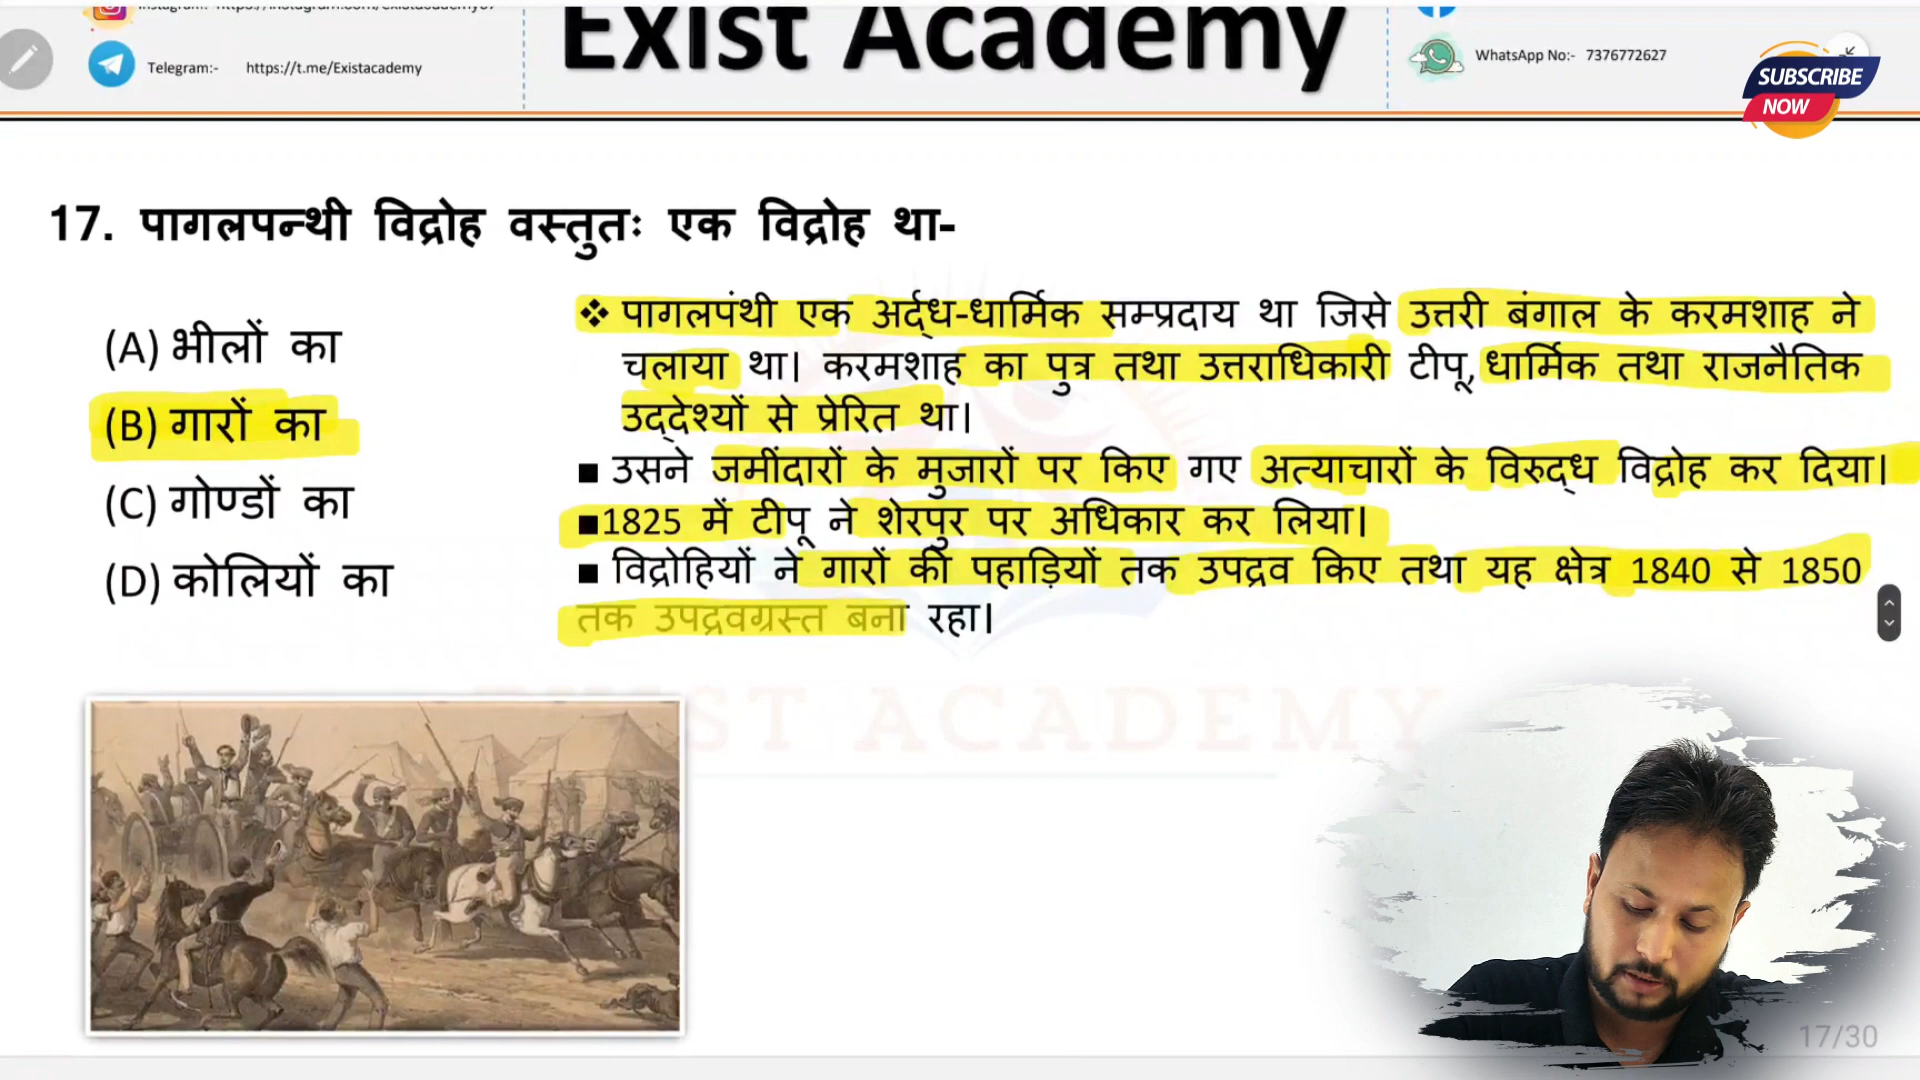 Telegram:- https://t.me/Existacademy
Exist Academy
WhatsApp No:- 7376772627
SUBSCRIBE
NOW
17. पागलपन्थी विद्रोह वस्तुतः एक विद्रोह था-
(A) भीलों का
(B) गारों का
(C) गोण्डों का
(D) कोलियों का
❖ पागलपंथी एक अर्द्ध-धार्मिक सम्प्रदाय था जिसे उत्तरी बंगाल के करमशाह ने
चलाया था। करमशाह का पुत्र तथा उत्तराधिकारी टीपू, धार्मिक तथा राजनैतिक
उद्देश्यों से प्रेरित था।
■ उसने जमींदारों के मुजारों पर किए गए अत्याचारों के विरुद्ध विद्रोह कर दिया।
■1825 में टीपू ने शेरपुर पर अधिकार कर लिया।
■ विद्रोहियों ने गारों की पहाड़ियों तक उपद्रव किए तथा यह क्षेत्र 1840 से 1850
तक उपद्रवग्रस्त बना रहा।
ST ACADEMY
17/30